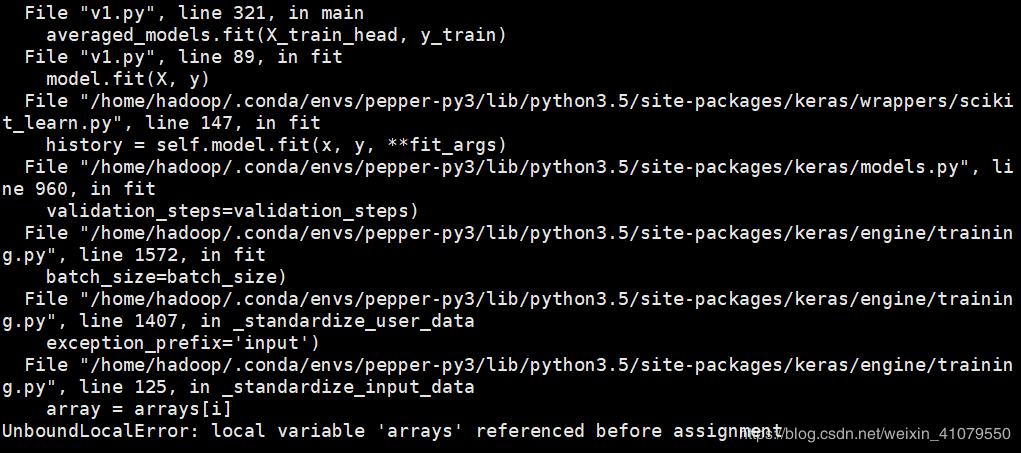 File "v1.py", line 321, in main
    averaged_models.fit(X_train_head, y_train)
  File "v1.py", line 89, in fit
    model.fit(X, y)
  File "/home/hadoop/.conda/envs/pepper-py3/lib/python3.5/site-packages/keras/wrappers/sciki
t_learn.py", line 147, in fit
    history = self.model.fit(x, y, **fit_args)
  File "/home/hadoop/.conda/envs/pepper-py3/lib/python3.5/site-packages/keras/models.py", li
ne 960, in fit
    validation_steps=validation_steps)
  File "/home/hadoop/.conda/envs/pepper-py3/lib/python3.5/site-packages/keras/engine/trainin
g.py", line 1572, in fit
    batch_size=batch_size)
  File "/home/hadoop/.conda/envs/pepper-py3/lib/python3.5/site-packages/keras/engine/trainin
g.py", line 1407, in _standardize_user_data
    exception_prefix='input')
  File "/home/hadoop/.conda/envs/pepper-py3/lib/python3.5/site-packages/keras/engine/trainin
g.py", line 125, in _standardize_input_data
    array = arrays[i]
UnboundLocalError: local variable 'arrays' referenced before assignment
https://blog.csdn.net/weixin_41079550